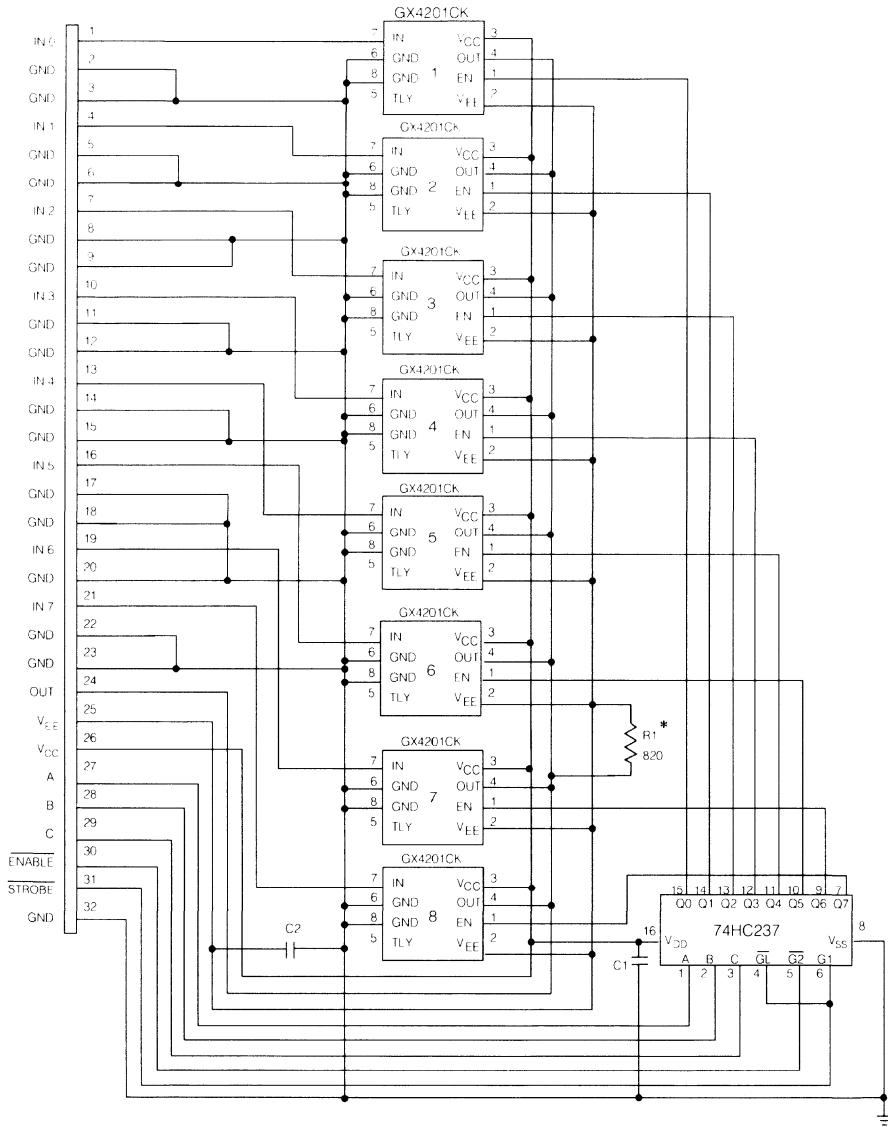 IN 0 1
GND 2
GND 3
IN 1 4
GND 5
GND 6
IN 2 7
GND 8
GND 9
IN 3 10
GND 11
GND 12
IN 4 13
GND 14
GND 15
IN 5 16
GND 17
GND 18
IN 6 19
GND 20
IN 7 21
GND 22
GND 23
OUT 24
VEE 25
VCC 26
A 27
B 28
C 29
ENABLE 30
STROBE 31
GND 32
GX4201CK
7 IN VCC 3
6 GND OUT 4
8 GND 1 EN 1
5 TLY VEE 2
GX4201CK
7 IN VCC 3
6 GND OUT 4
8 GND 2 EN 1
5 TLY VEE 2
GX4201CK
7 IN VCC 3
6 GND OUT 4
8 GND 3 EN 1
5 TLY VEE 2
GX4201CK
7 IN VCC 3
6 GND OUT 4
8 GND 4 EN 1
5 TLY VEE 2
GX4201CK
7 IN VCC 3
6 GND OUT 4
8 GND 5 EN 1
5 TLY VEE 2
GX4201CK
7 IN VCC 3
6 GND OUT 4
8 GND 6 EN 1
5 TLY VEE 2
R1 *
820
GX4201CK
7 IN VCC 3
6 GND OUT 4
8 GND 7 EN 1
5 TLY VEE 2
GX4201CK
7 IN VCC 3
6 GND OUT 4
8 GND 8 EN 1
5 TLY VEE 2
C2
C1
15 14 13 12 11 10 9 7
Q0 Q1 Q2 Q3 Q4 Q5 Q6 Q7
74HC237
16 VDD VSS 8
A B C GL G2 G1
1 2 3 4 5 6